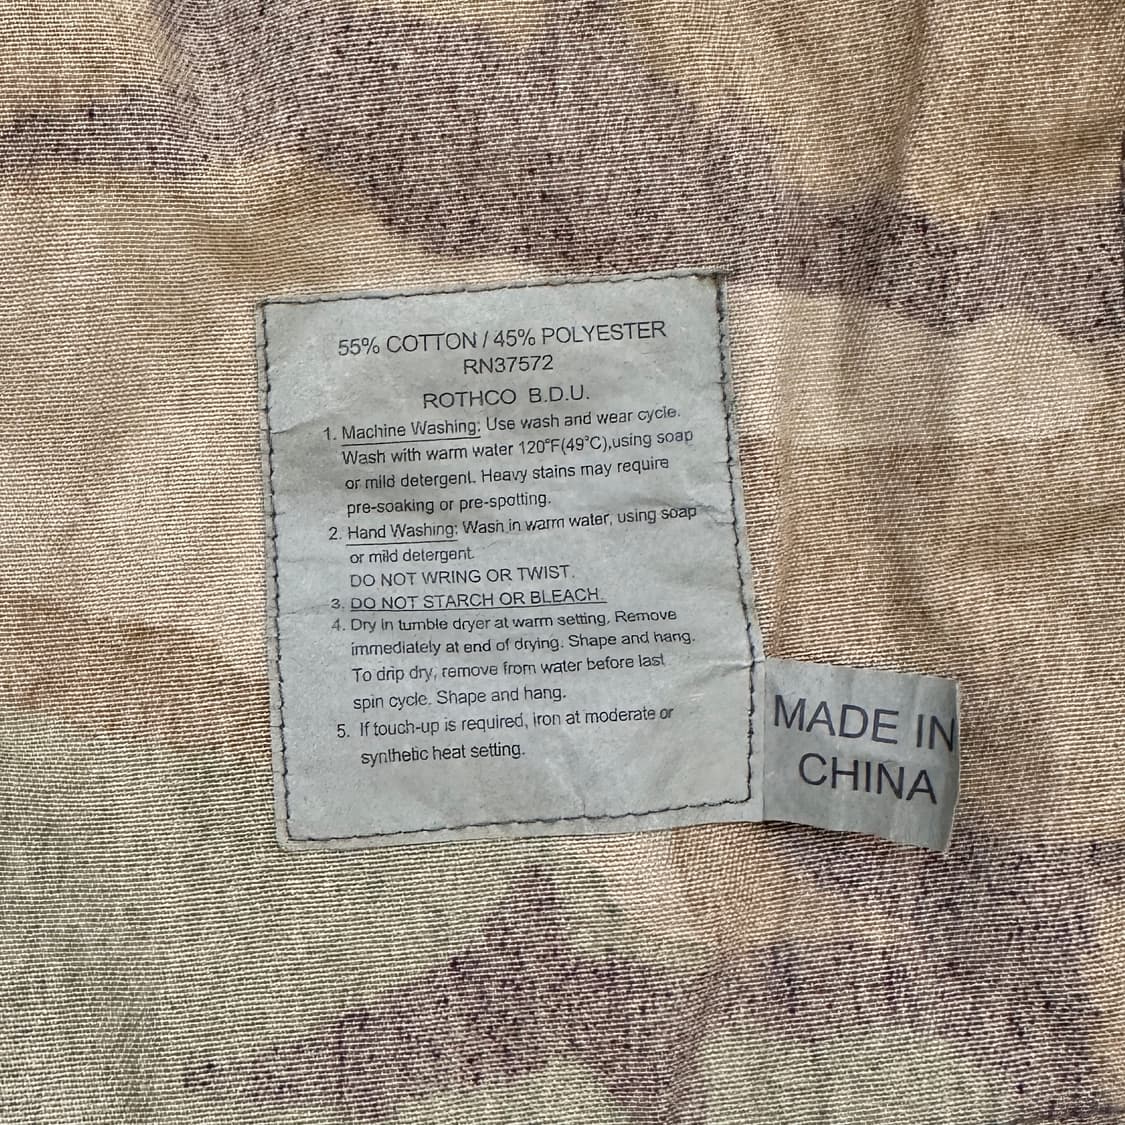 55% COTTON / 45% POLYESTER
RN37572
ROTHCO B.D.U.
1. Machine Washing: Use wash and wear cycle.
Wash with warm water 120°F(49°C),using soap
or mild detergent. Heavy stains may require
pre-soaking or pre-spotting.
2. Hand Washing: Wash in warm water, using soap
or mild detergent.
DO NOT WRING OR TWIST.
3. DO NOT STARCH OR BLEACH.
4. Dry in tumble dryer at warm setting. Remove
immediately at end of drying. Shape and hang.
To drip dry, remove from water before last
spin cycle. Shape and hang.
5. If touch-up is required, iron at moderate or
synthetic heat setting.
MADE IN
CHINA